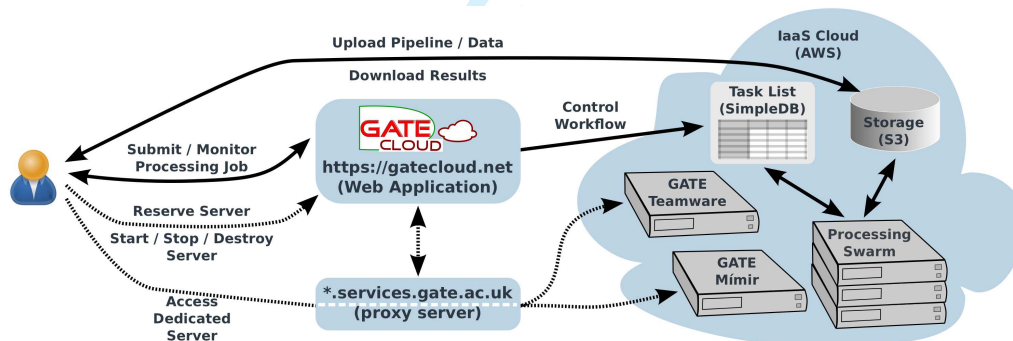 Upload Pipeline / Data
Download Results
IaaS Cloud
(AWS)
Task List
(SimpleDB)
Storage
(S3)
Control
Workflow
GATE
CLOUD
https://gatecloud.net
(Web Application)
Submit / Monitor
Processing Job
Reserve Server
Start / Stop / Destroy
Server
Access
Dedicated
Server
*.services.gate.ac.uk
(proxy server)
GATE
Teamware
GATE
Mímir
Processing
Swarm